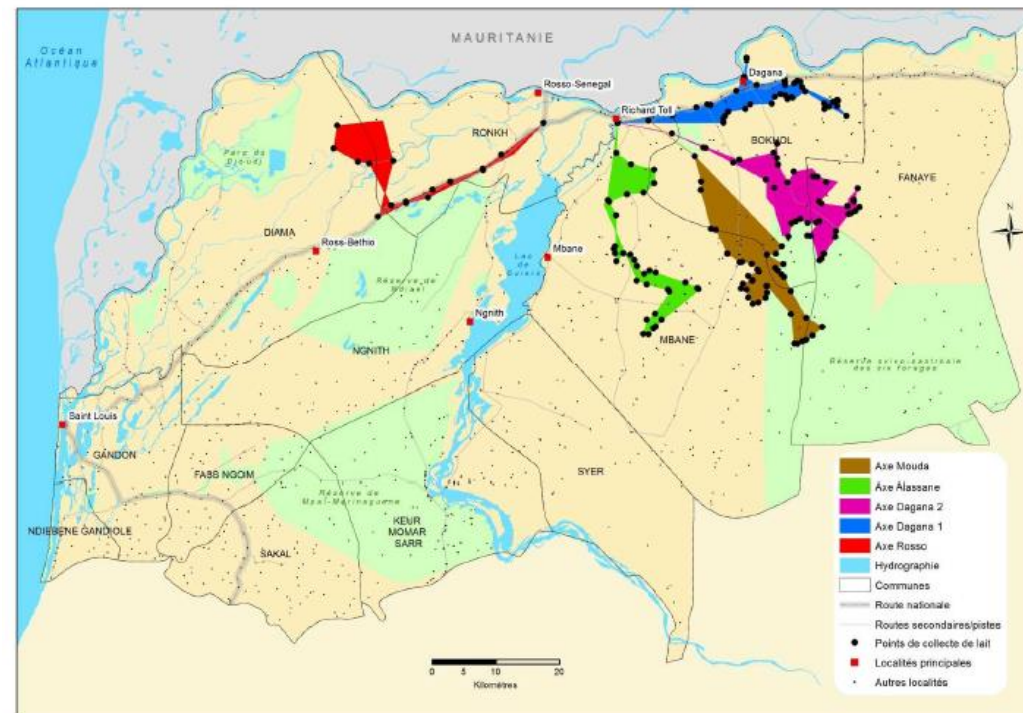 Océan
Atlantique
MAURITANIE
Rosso-Senegal
Dagana
Richard Toll
RONKH
BOKHOL
FANAYE
Parc du
Djoudj
N
DIAMA
Ross-Bethio
Lac
de
Guiers
Mbane
Réserve de
Ndiael
Ngnith
MBANE
NGNITH
Réserve sylvo-pastorale
des six forages
Saint Louis
GANDON
FASS NGOIM
SYER
Réserve de
Mpal-Merinaguene
NDIEBENE GANDIOLE
KEUR
MOMAR
SARR
SAKAL
Axe Mouda
Axe Alassane
Axe Dagana 2
Axe Dagana 1
Axe Rosso
Hydrographie
Communes
Route nationale
Routes secondaires/pistes
Points de collecte de lait
Localités principales
Autres localités
0 10 20
Kilomètres